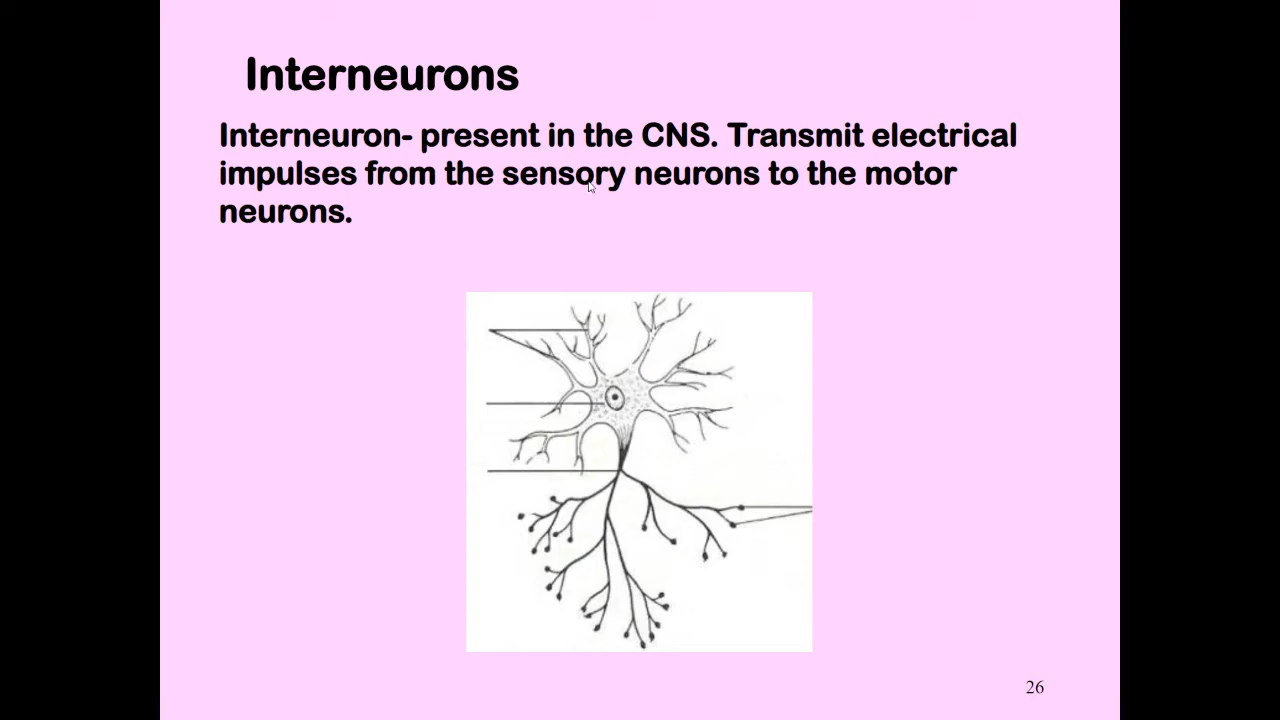 Interneurons
Interneuron- present in the CNS. Transmit electrical
impulses from the sensory neurons to the motor
neurons.
26